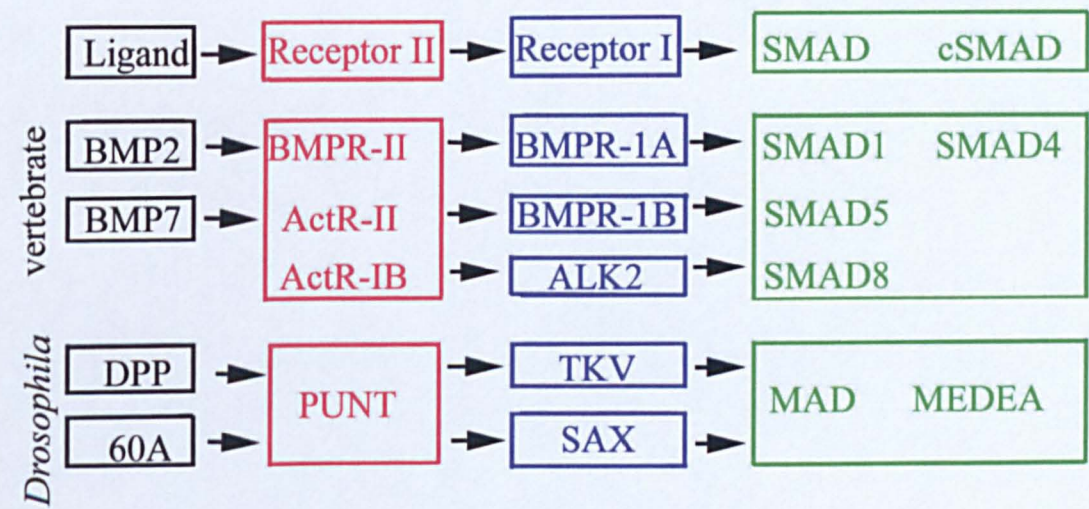 Ligand Receptor II Receptor I SMAD cSMAD
vertebrate
BMP2 BMPR-II BMPR-1A SMAD1 SMAD4
BMP7 ActR-II BMPR-1B SMAD5
ActR-IB ALK2 SMAD8
Drosophila
DPP TKV
PUNT MAD MEDEA
60A SAX